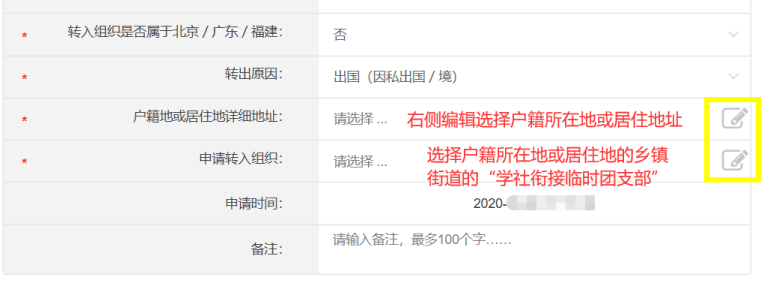 * 转入组织是否属于北京 / 广东 / 福建: 否
* 转出原因: 出国（因私出国 / 境）
* 户籍地或居住地详细地址: 请选择 ... 右侧编辑选择户籍所在地或居住地址
* 申请转入组织: 请选择 ... 选择户籍所在地或居住地的乡镇
街道的“学社衔接临时团支部”
申请时间: 2020-
备注: 请输入备注，最多100个字......